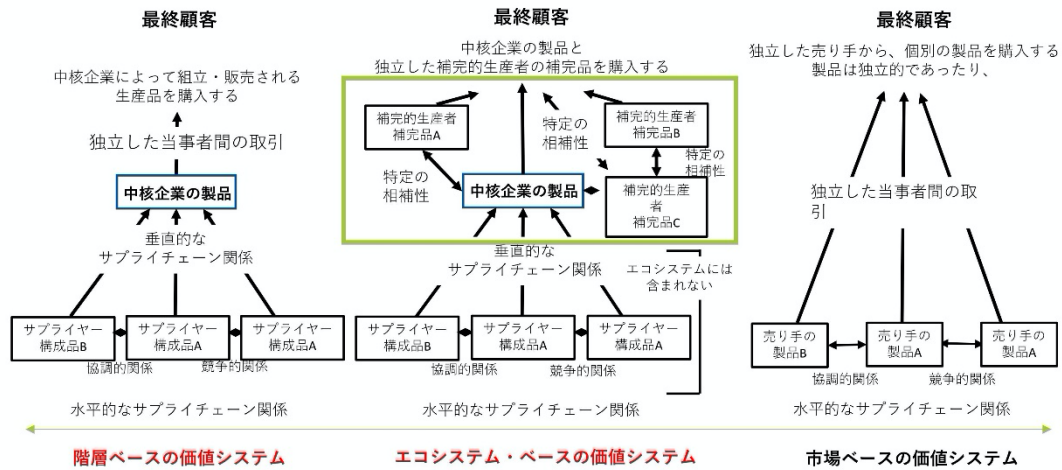 最終顧客
中核企業によって組立・販売される
生産品を購入する
独立した当事者間の取引
中核企業の製品
垂直的な
サプライチェーン関係
サプライヤー
構成品B
サプライヤー
構成品A
サプライヤー
構成品A
協調的関係
競争的関係
水平的なサプライチェーン関係
階層ベースの価値システム
最終顧客
中核企業の製品と
独立した補完的生産者の補完品を購入する
補完的生産者
補完品A
特定の
相補性
補完的生産者
補完品B
特定の
相補性
特定の
相補性
中核企業の製品
補完的生産
者
補完品C
垂直的な
サプライチェーン関係
エコシステムには
含まれない
サプライヤー
構成品B
サプライヤー
構成品A
サプライヤー
構成品A
協調的関係
競争的関係
水平的なサプライチェーン関係
エコシステム・ベースの価値システム
最終顧客
独立した売り手から、個別の製品を購入する
製品は独立的であったり、
独立した当事者間の取
引
売り手の
製品B
売り手の
製品A
売り手の
製品A
協調的関係
競争的関係
水平的なサプライチェーン関係
市場ベースの価値システム